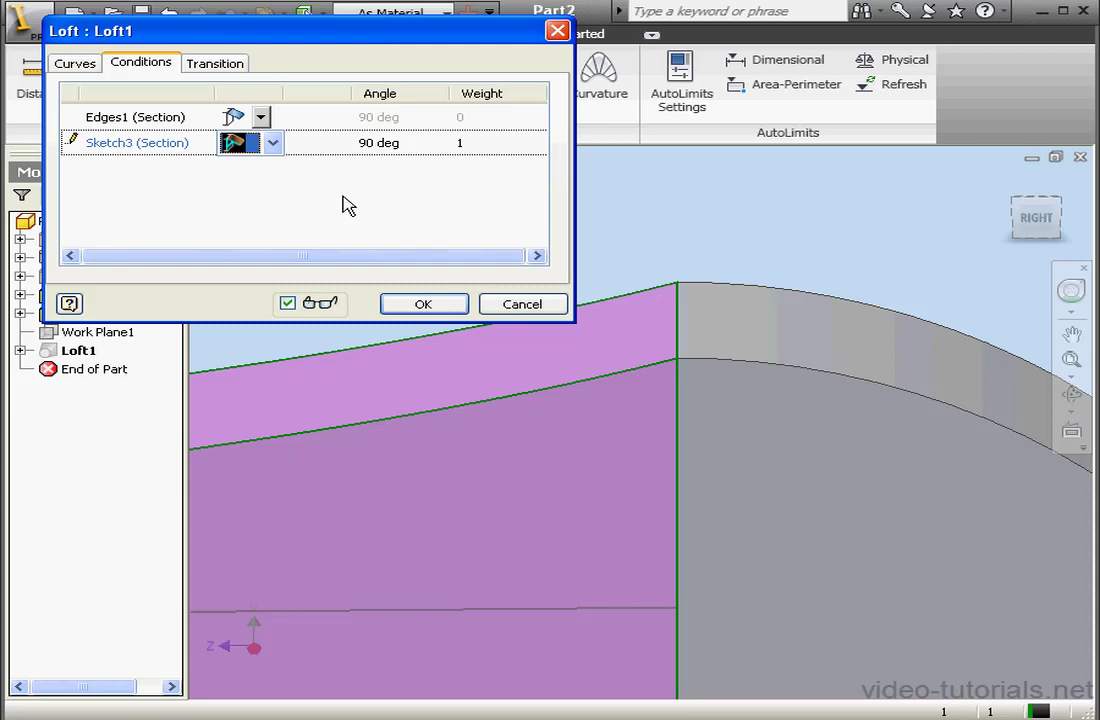 As Material
Part2
Type a keyword or phrase
Loft : Loft1
arted
Curves
Conditions
Transition
Dista
urvature
AutoLimits
Settings
Dimensional
Area-Perimeter
Physical
Refresh
AutoLimits
Angle
Weight
Edges1 (Section)
90 deg
0
Sketch3 (Section)
90 deg
1
Mo
RIGHT
OK
Cancel
Work Plane1
Loft1
End of Part
Z
video-tutorials.net
1
1